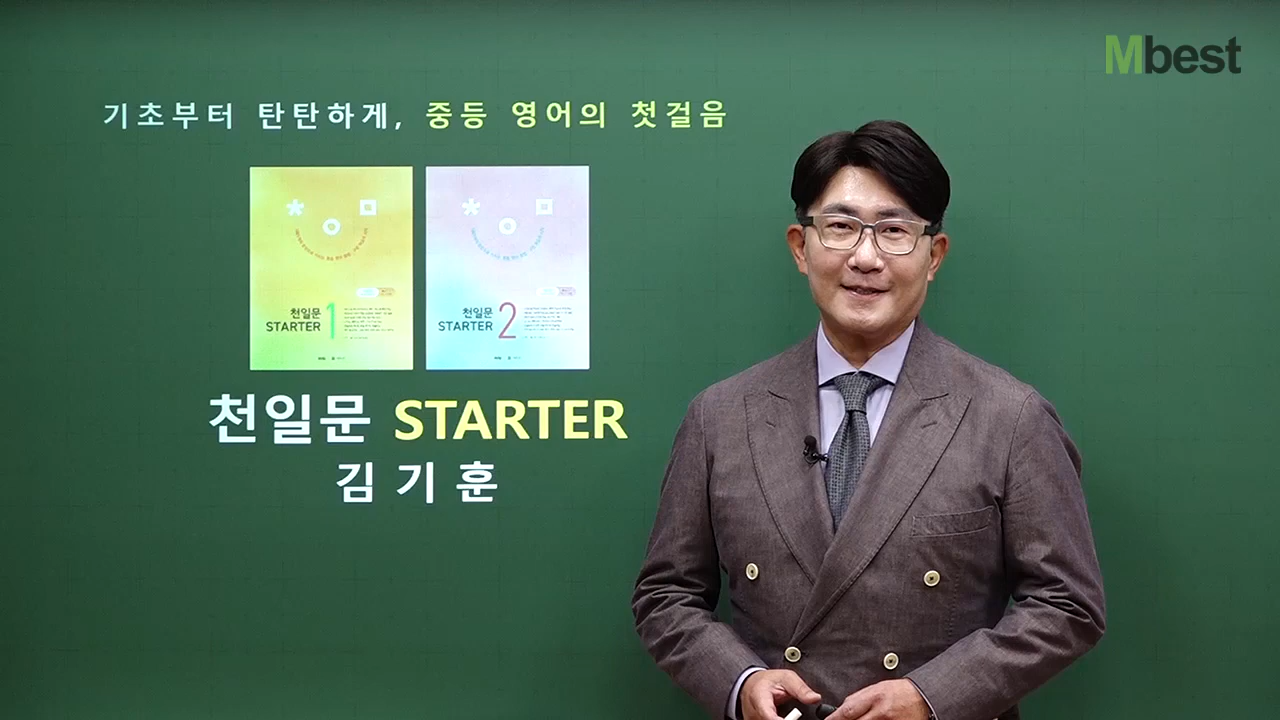 Mbest
기초부터 탄탄하게, 중등 영어의 첫걸음
천일문
STARTER 1
천일문
STARTER 2
천일문 STARTER
김기훈